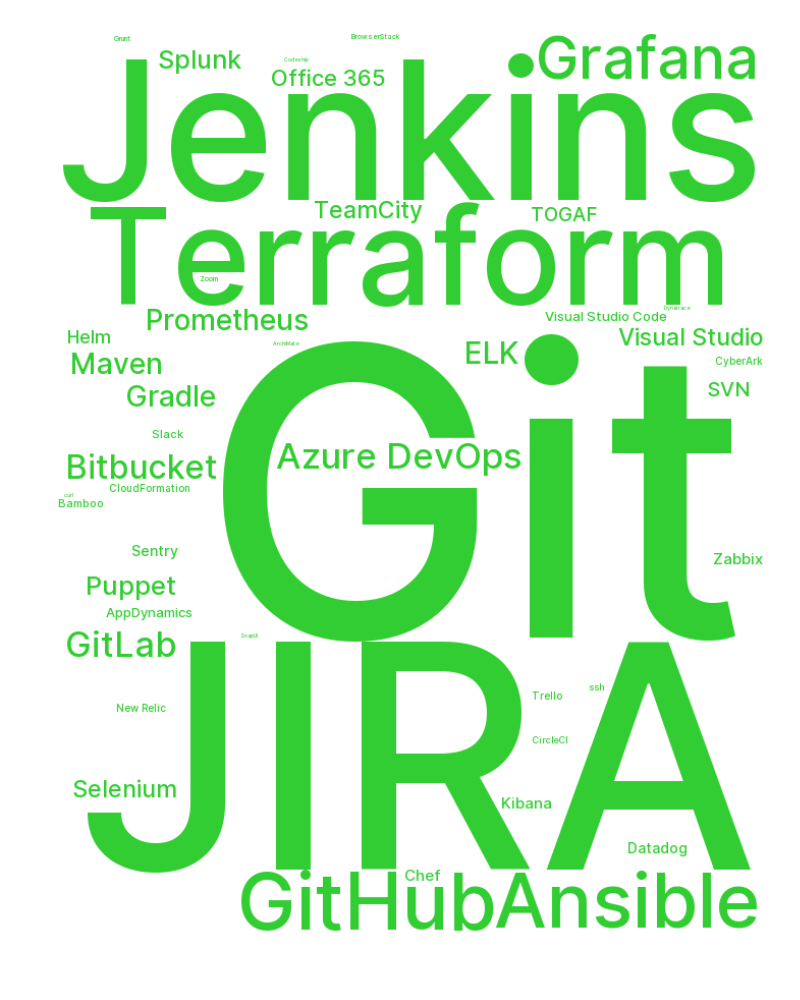 Grunt
BrowserStack
Splunk
Grafana
Codeship
Office 365
Jenkins
TeamCity
TOGAF
Terraform
Zoom
Dynatrace
Prometheus
Visual Studio Code
Helm
Visual Studio
ArchiMate
ELK
Maven
CyberArk
SVN
Gradle
Slack
Azure DevOps
Bitbucket
CloudFormation
curl
Bamboo
Git
Sentry
Zabbix
Puppet
AppDynamics
SoapUI
GitLab
ssh
Trello
New Relic
CircleCI
JIRA
Selenium
Kibana
Datadog
Chef
GitHub
Ansible